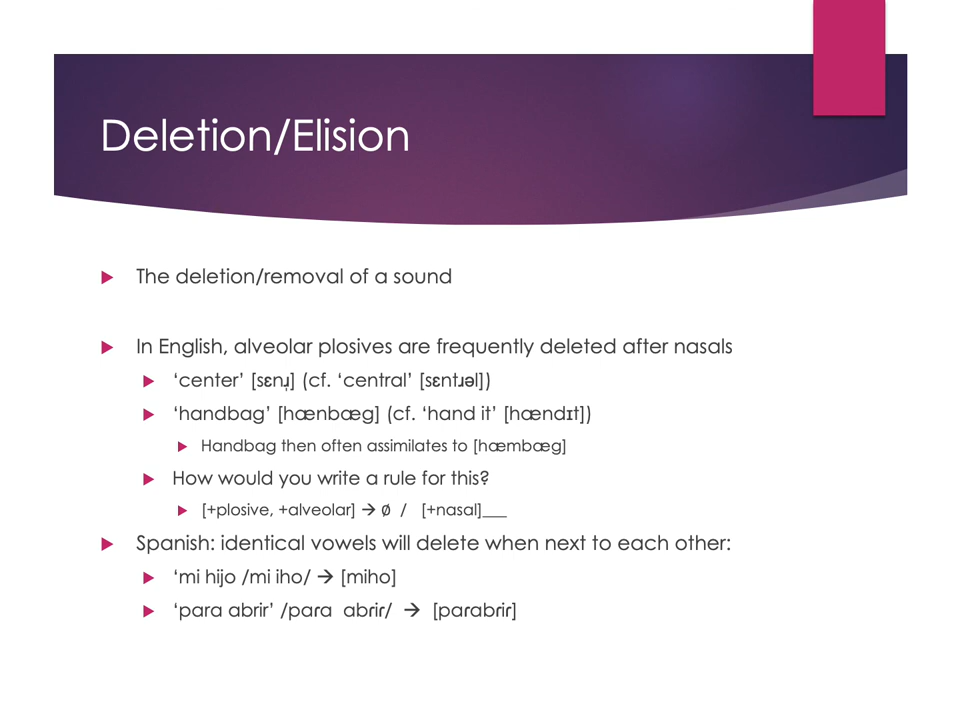 Deletion/Elision
The deletion/removal of a sound
In English, alveolar plosives are frequently deleted after nasals
‘center’ [sɛnɹ̩] (cf. ‘central’ [sɛntɹəl])
‘handbag’ [hænbæg] (cf. ‘hand it’ [hændɪt])
Handbag then often assimilates to [hæmbæg]
How would you write a rule for this?
[+plosive, +alveolar] → ∅ / [+nasal]___
Spanish: identical vowels will delete when next to each other:
‘mi hijo /mi iho/ → [miho]
‘para abrir’ /paɾa abɾiɾ/ → [paɾabɾiɾ]